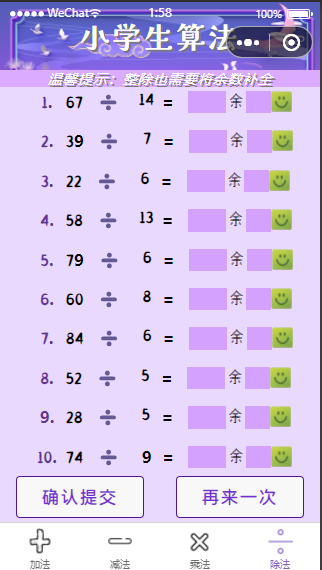 WeChat 1:58 100%
小学生算法
温馨提示：整除也需要将余数补全
1. 67 ÷ 14 = 余
2. 39 ÷ 7 = 余
3. 22 ÷ 6 = 余
4. 58 ÷ 13 = 余
5. 79 ÷ 6 = 余
6. 60 ÷ 8 = 余
7. 84 ÷ 6 = 余
8. 52 ÷ 5 = 余
9. 28 ÷ 5 = 余
10. 74 ÷ 9 = 余
确认提交 再来一次
加法 减法 乘法 除法